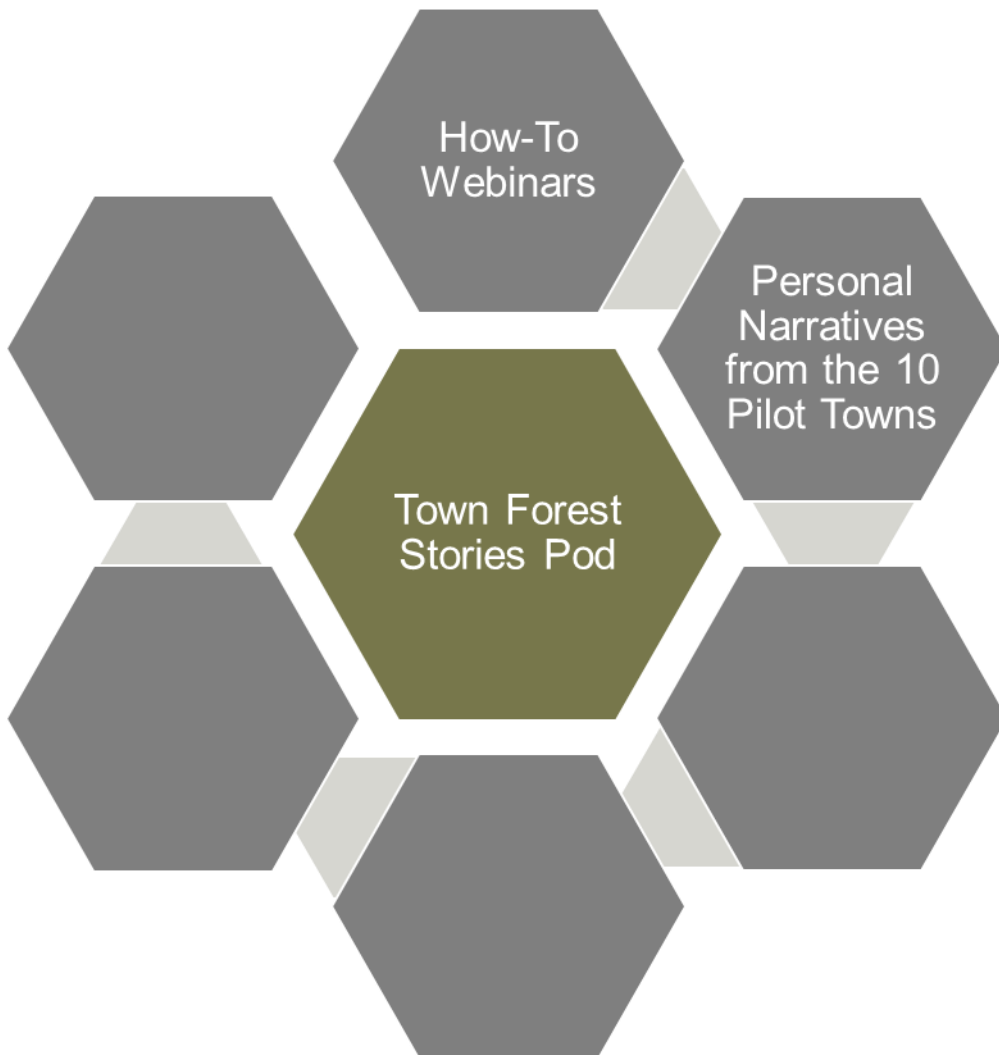 How-To
Webinars
Personal
Narratives
from the 10
Pilot Towns
Town Forest
Stories Pod